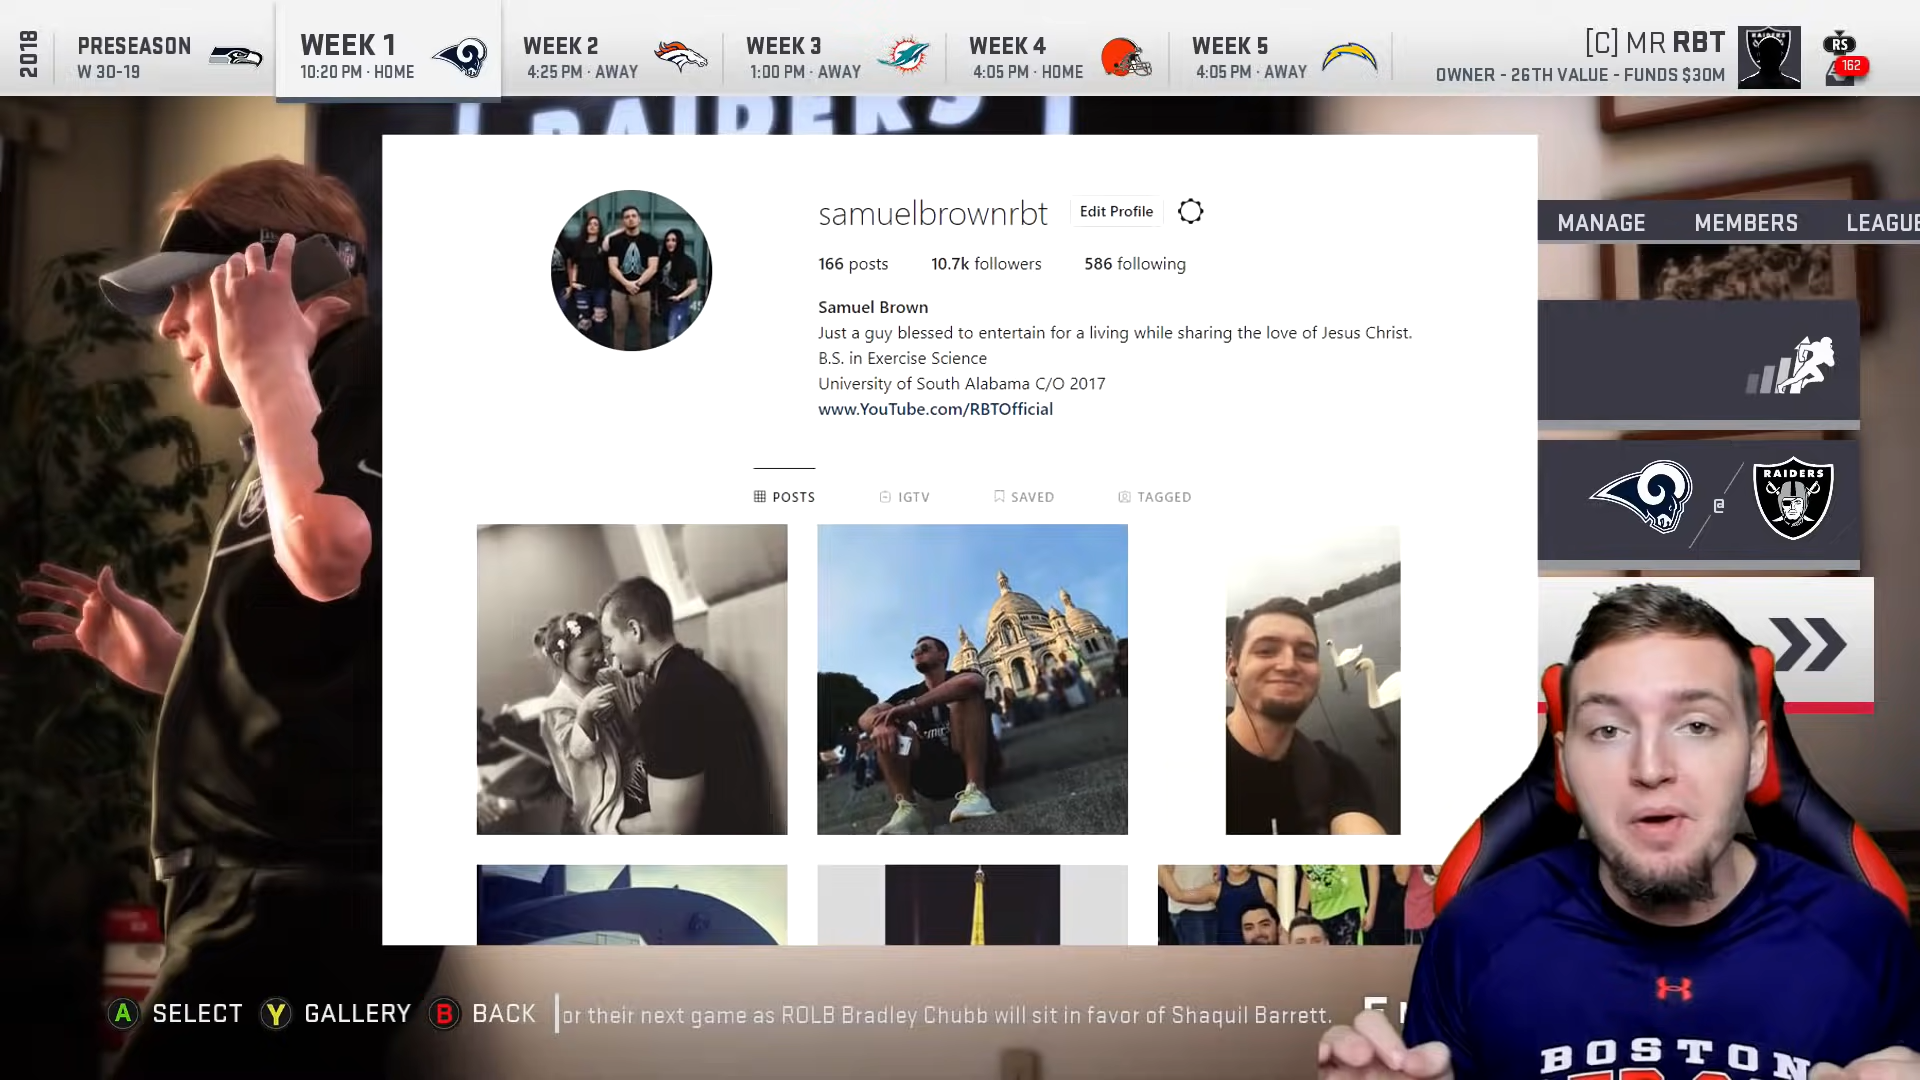 2018
PRESEASON
W 30-19
WEEK 1
10:20 PM · HOME
WEEK 2
4:25 PM · AWAY
WEEK 3
1:00 PM · AWAY
WEEK 4
4:05 PM · HOME
WEEK 5
4:05 PM · AWAY
[C] MR RBT
OWNER - 26TH VALUE - FUNDS $30M
RAIDERS
RS
162
RAIDERS
MANAGE
MEMBERS
LEAGUE
samuelbrownrbt
Edit Profile
166 posts
10.7k followers
586 following
Samuel Brown
Just a guy blessed to entertain for a living while sharing the love of Jesus Christ.
B.S. in Exercise Science
University of South Alabama C/O 2017
www.YouTube.com/RBTOfficial
POSTS
IGTV
SAVED
TAGGED
@
RAIDERS
A SELECT
Y GALLERY
B BACK
or their next game as ROLB Bradley Chubb will sit in favor of Shaquil Barrett.
BOSTON